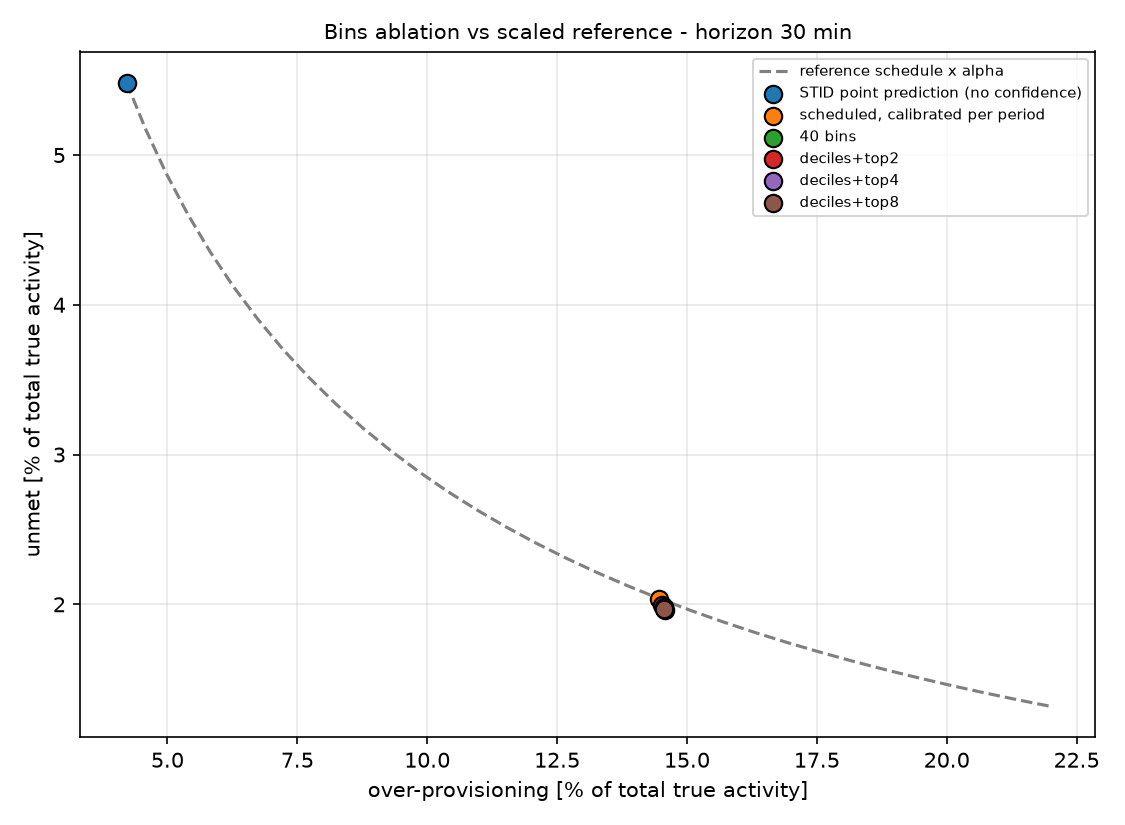 Bins ablation vs scaled reference - horizon 30 min
reference schedule x alpha
STID point prediction (no confidence)
scheduled, calibrated per period
40 bins
deciles+top2
deciles+top4
deciles+top8
unmet [% of total true activity]
5
4
3
2
5.0 7.5 10.0 12.5 15.0 17.5 20.0 22.5
over-provisioning [% of total true activity]